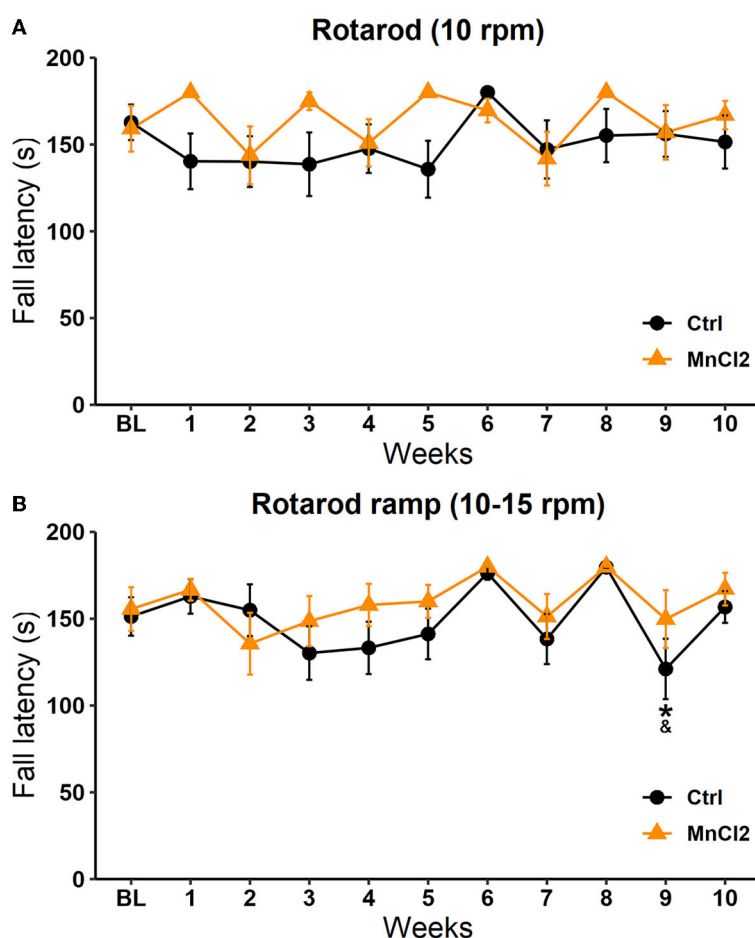 A
Rotarod (10 rpm)
Fall latency (s)
200
150
100
50
0
Ctrl
MnCl2
BL 1 2 3 4 5 6 7 8 9 10
Weeks
B
Rotarod ramp (10-15 rpm)
Fall latency (s)
200
150
100
50
0
*
&
Ctrl
MnCl2
BL 1 2 3 4 5 6 7 8 9 10
Weeks